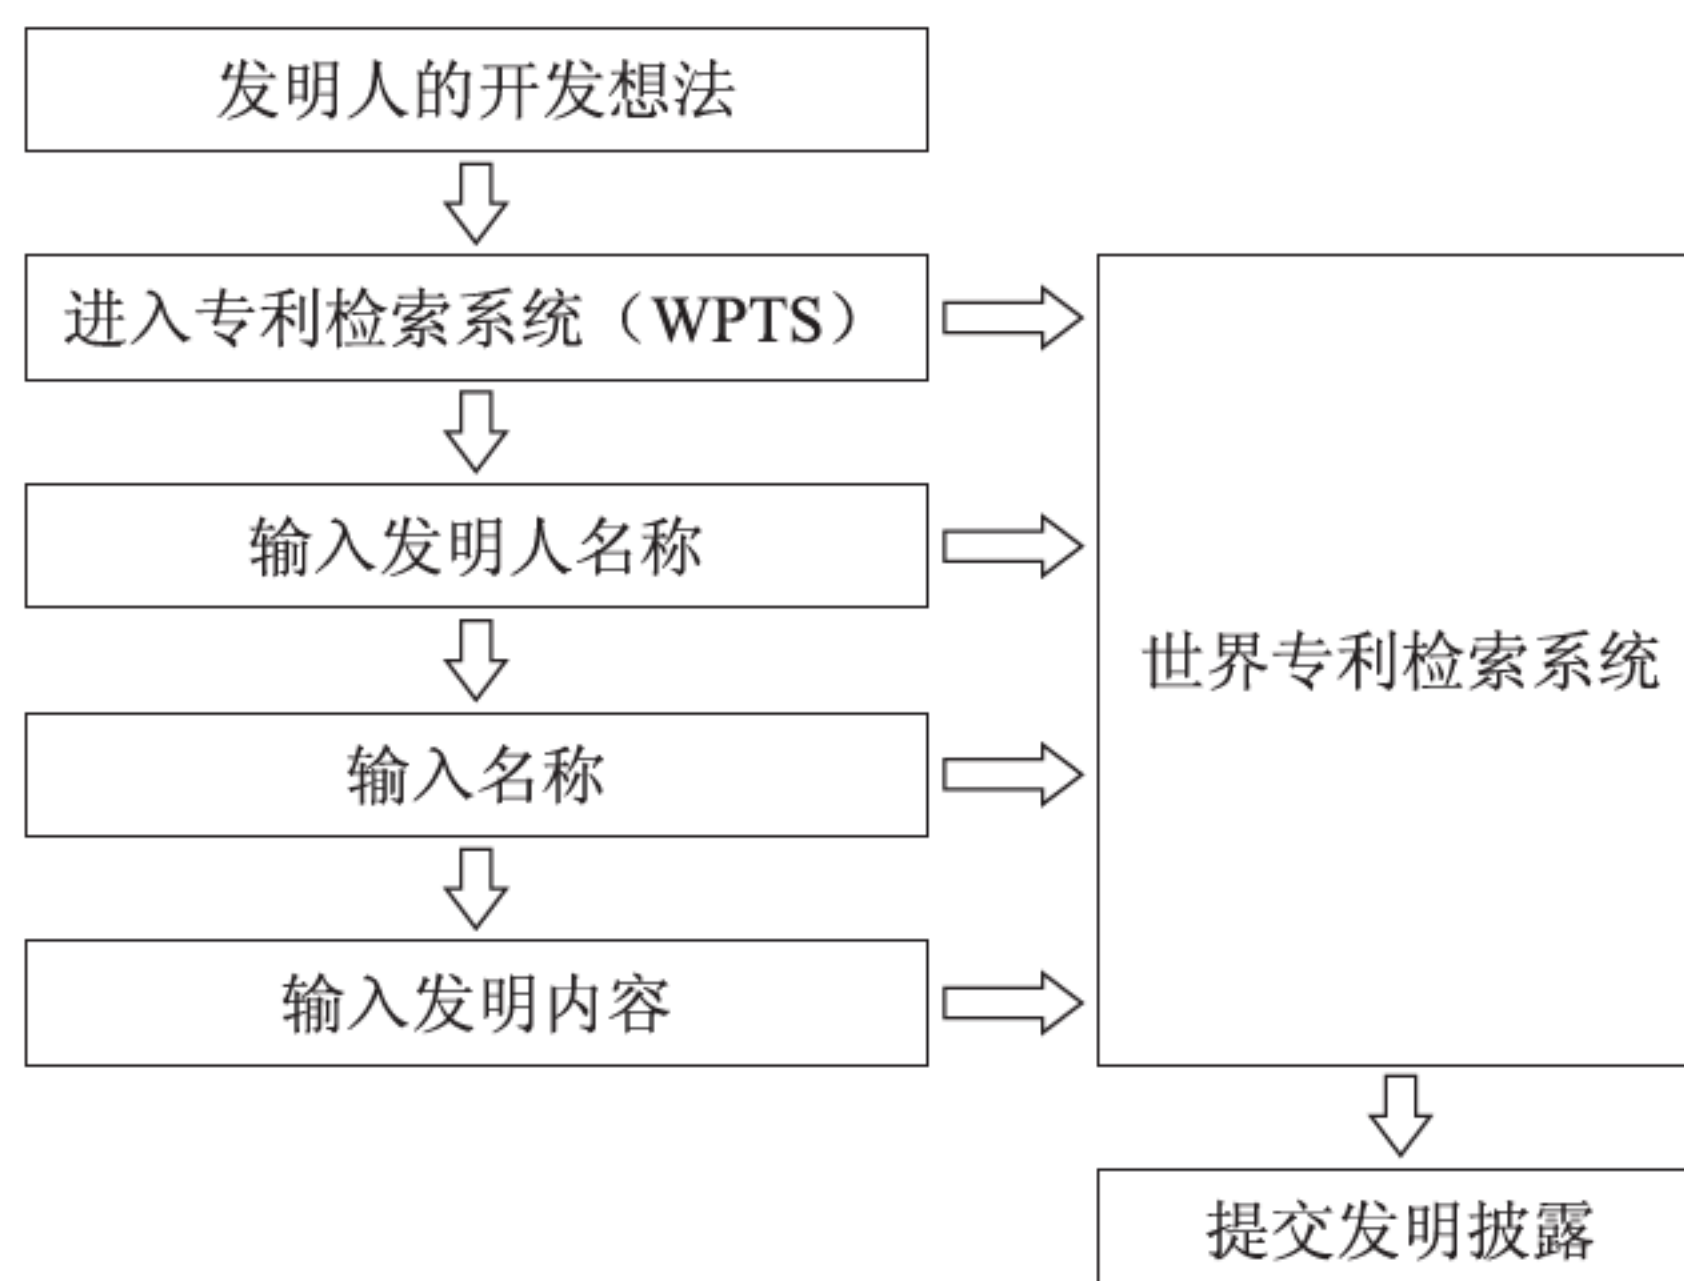 发明人的开发想法
进入专利检索系统（WPTS）
输入发明人名称
输入名称
输入发明内容
世界专利检索系统
提交发明披露